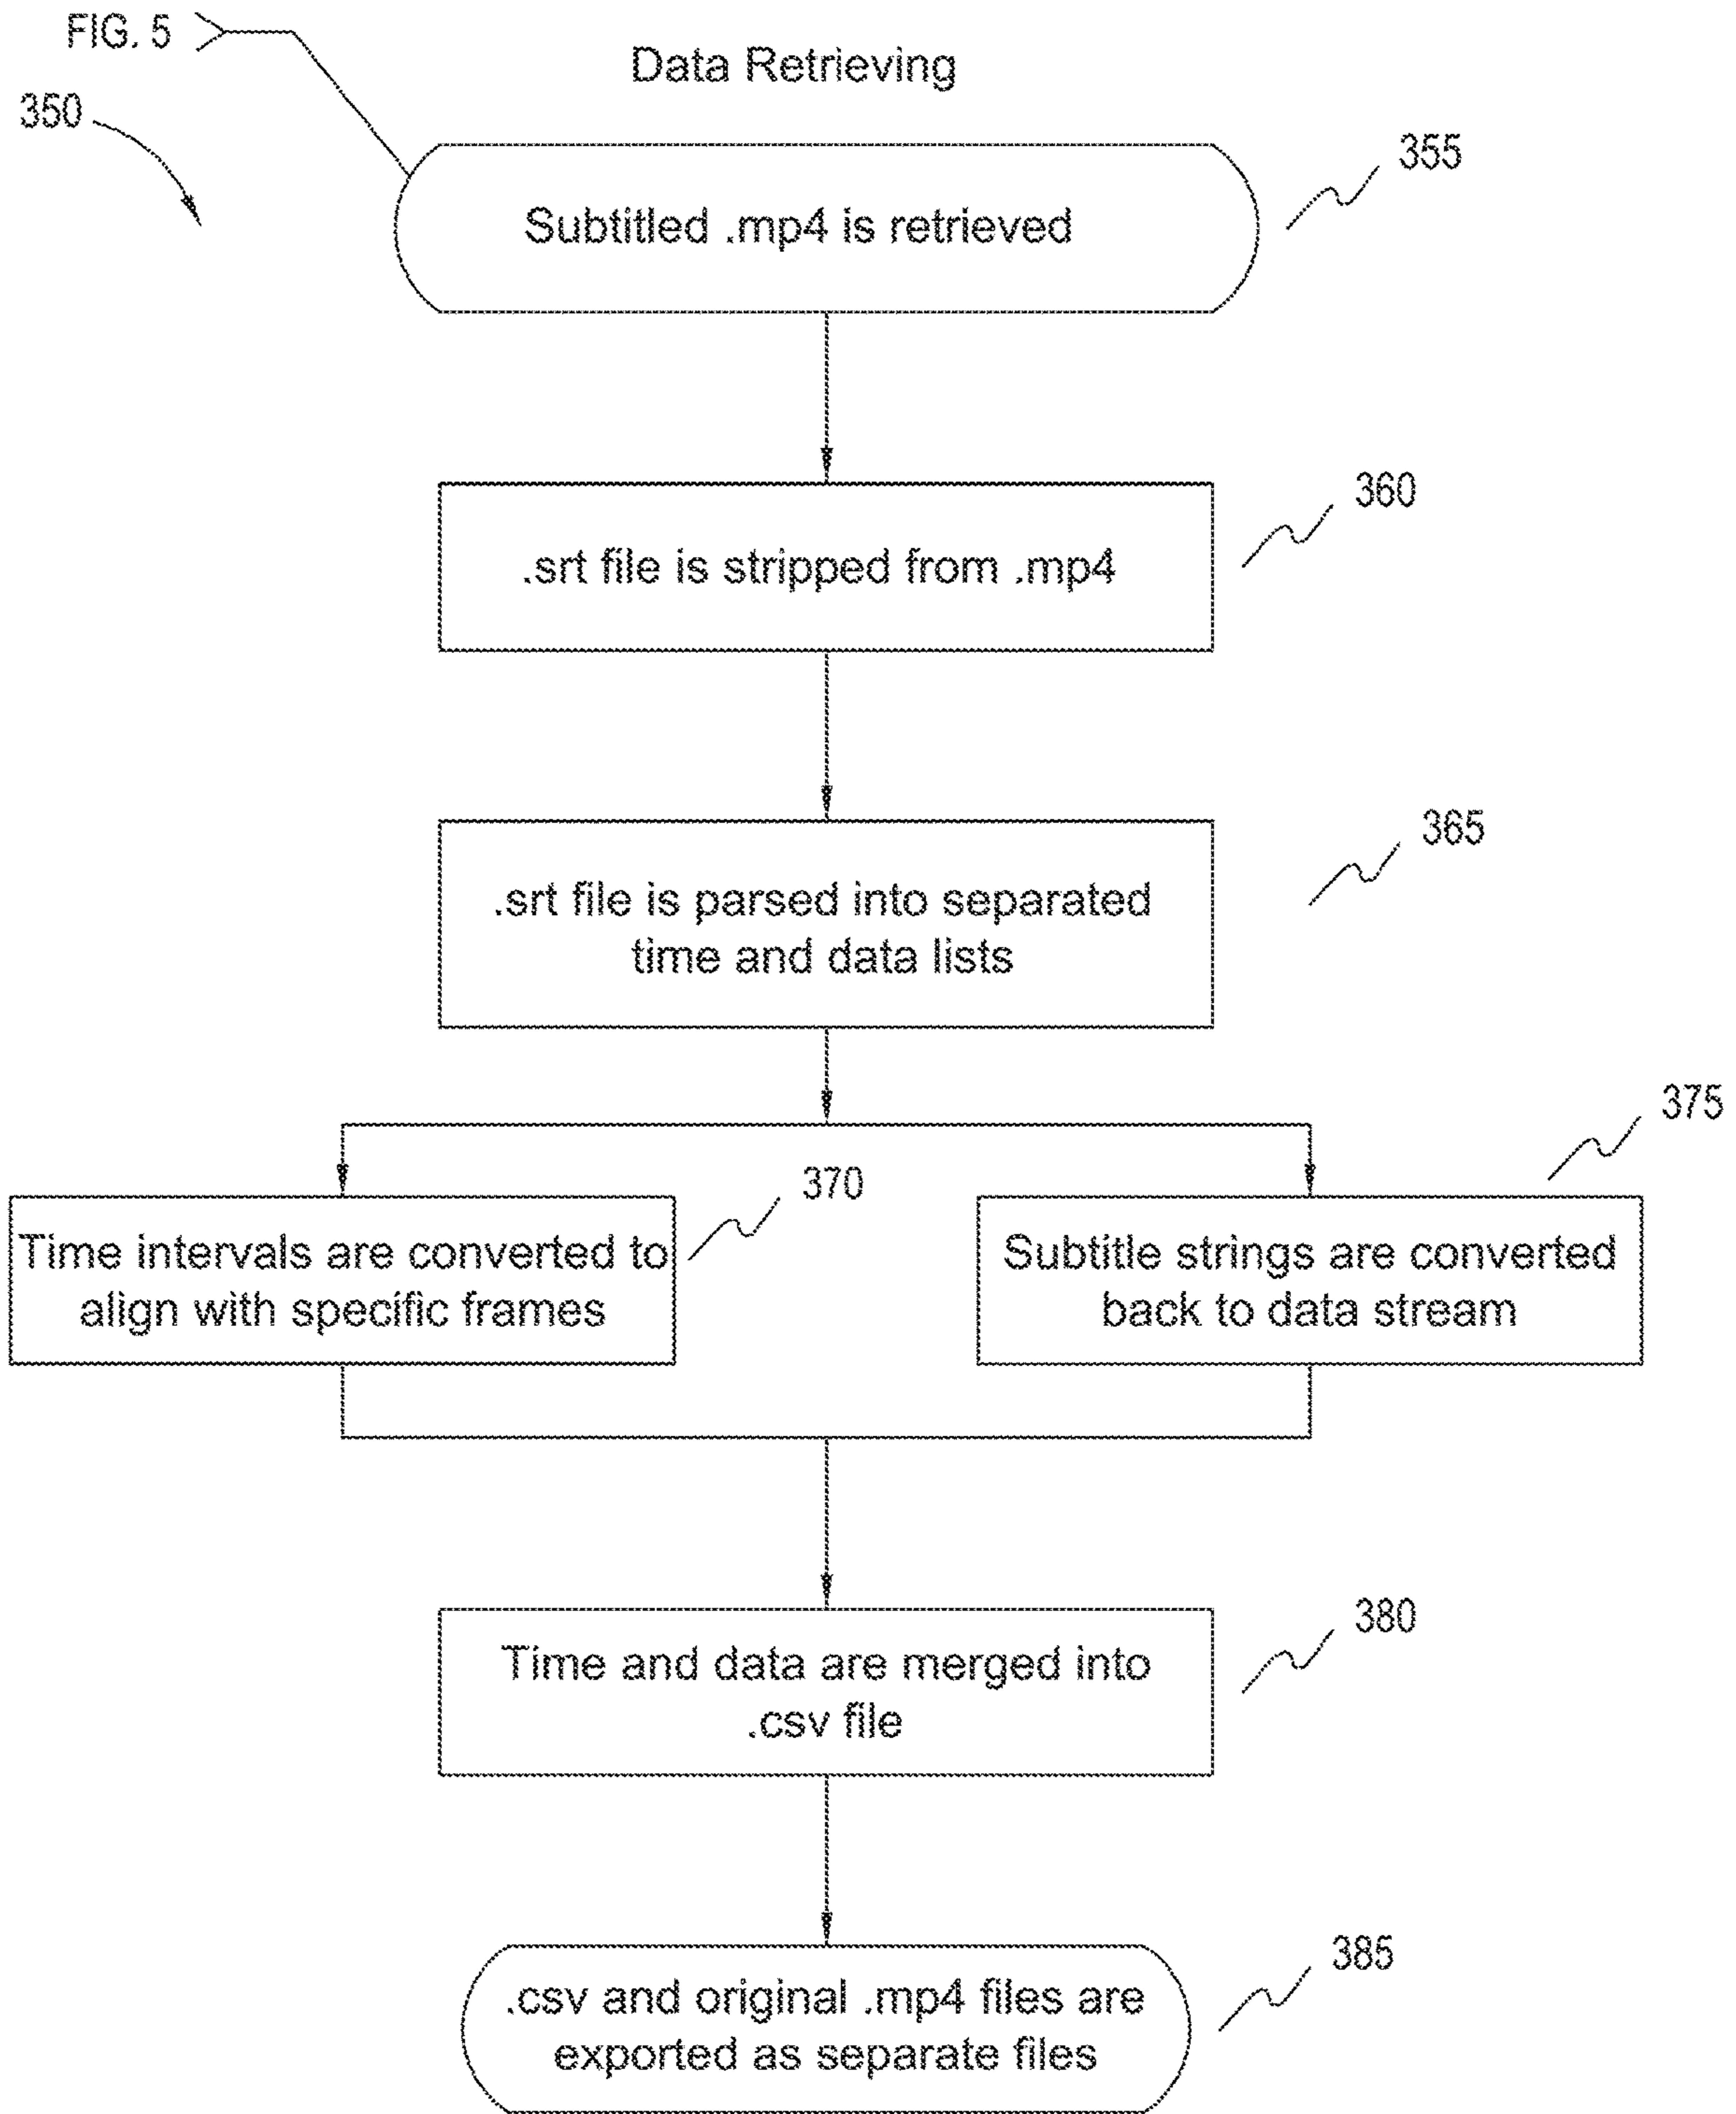 FIG. 5
Data Retrieving
350
355
Subtitled .mp4 is retrieved
360
.srt file is stripped from .mp4
365
.srt file is parsed into separated
time and data lists
375
370
Time intervals are converted to
align with specific frames
Subtitle strings are converted
back to data stream
380
Time and data are merged into
.csv file
385
.csv and original .mp4 files are
exported as separate files